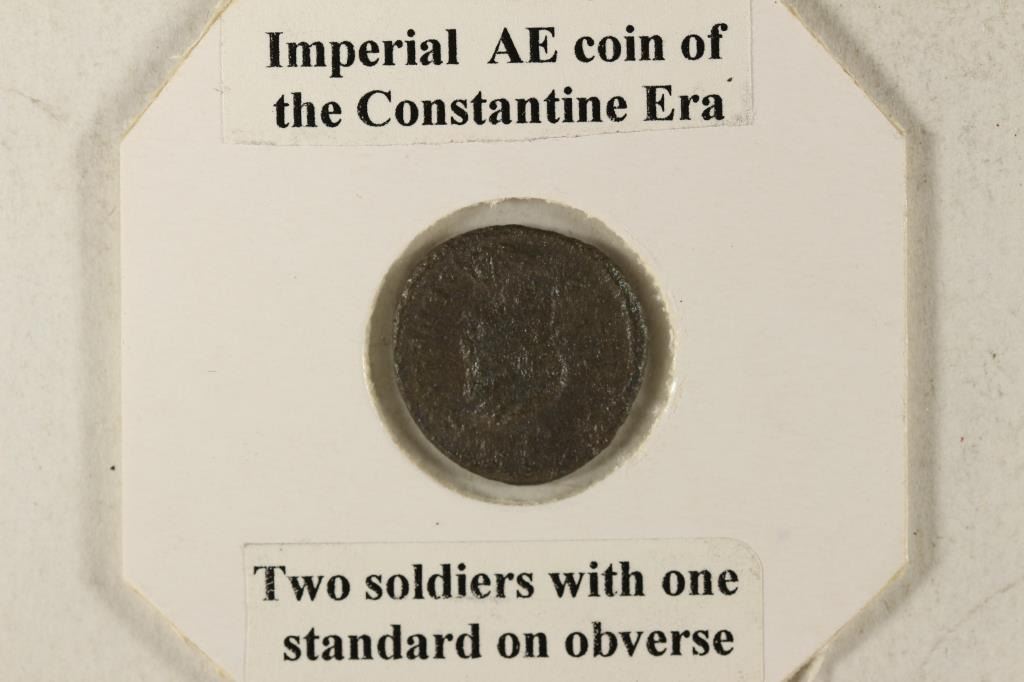 Imperial AE coin of
the Constantine Era
Two soldiers with one
standard on obverse